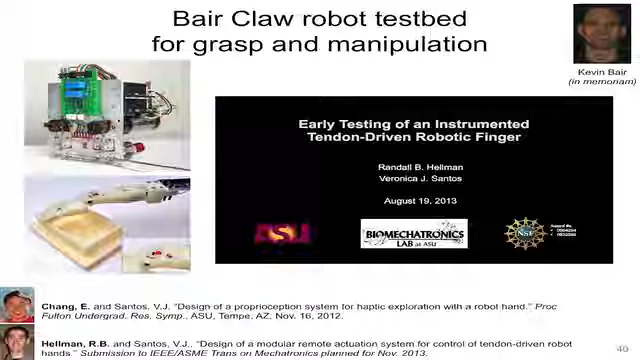 Bair Claw robot testbed
for grasp and manipulation
Kevin Bair
(in memoriam)
Early Testing of an Instrumented
Tendon-Driven Robotic Finger
Randall B. Hellman
Veronica J. Santos
August 19, 2013
ASU
BIOMECHATRONICS
LAB at ASU
NSF
Award #s
Chang, E. and Santos, V.J. "Design of a proprioception system for haptic exploration with a robot hand." Proc
Fulton Undergrad. Res. Symp., ASU, Tempe, AZ, Nov. 16, 2012.
Hellman, R.B. and Santos, V.J., "Design of a modular remote actuation system for control of tendon-driven robot
hands." Submission to IEEE/ASME Trans on Mechatronics planned for Nov. 2013.
40